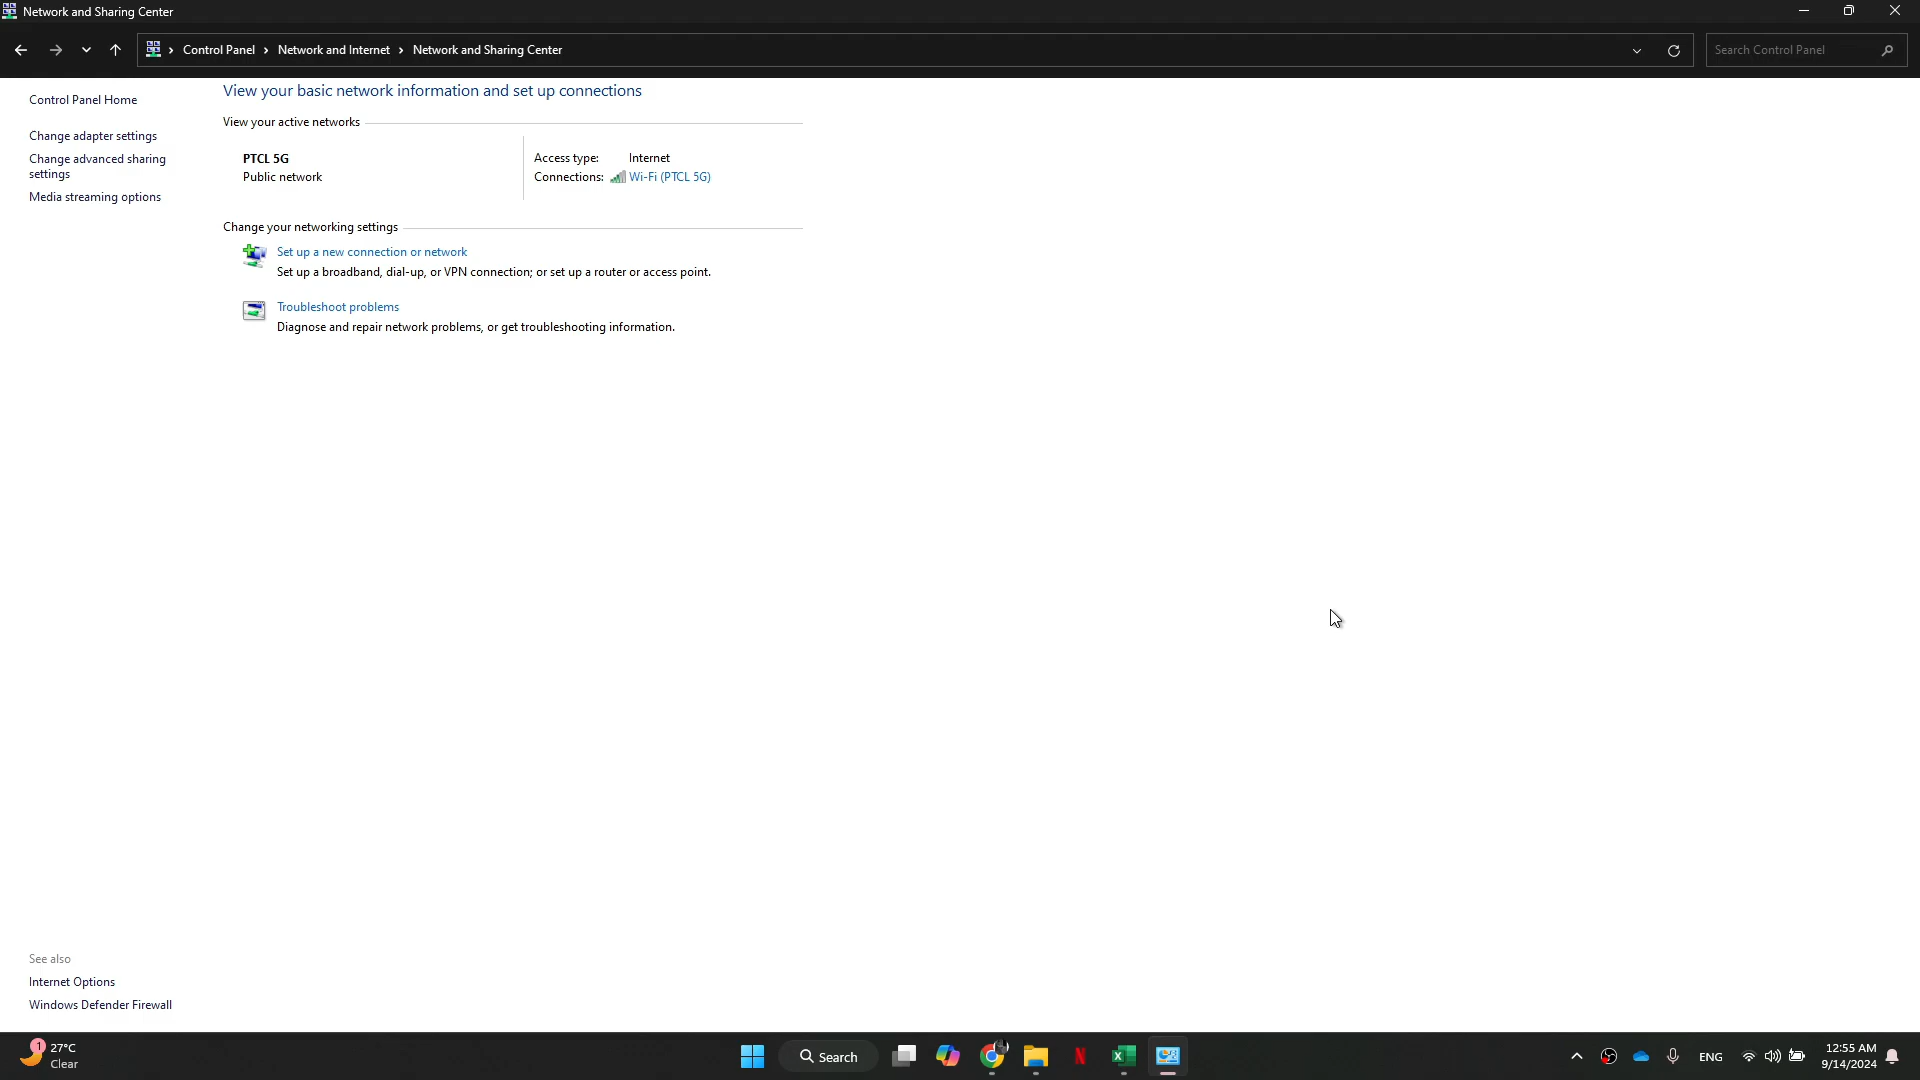 Network and Sharing Center
Control Panel > Network and Internet > Network and Sharing Center
Search Control Panel
Control Panel Home
Change adapter settings
Change advanced sharing
settings
Media streaming options
View your basic network information and set up connections
View your active networks
PTCL 5G
Public network
Access type: Internet
Connections: Wi-Fi (PTCL 5G)
Change your networking settings
Set up a new connection or network
Set up a broadband, dial-up, or VPN connection; or set up a router or access point.
Troubleshoot problems
Diagnose and repair network problems, or get troubleshooting information.
See also
Internet Options
Windows Defender Firewall
1
27°C
Clear
Search
N
X
ENG
12:55 AM
9/14/2024